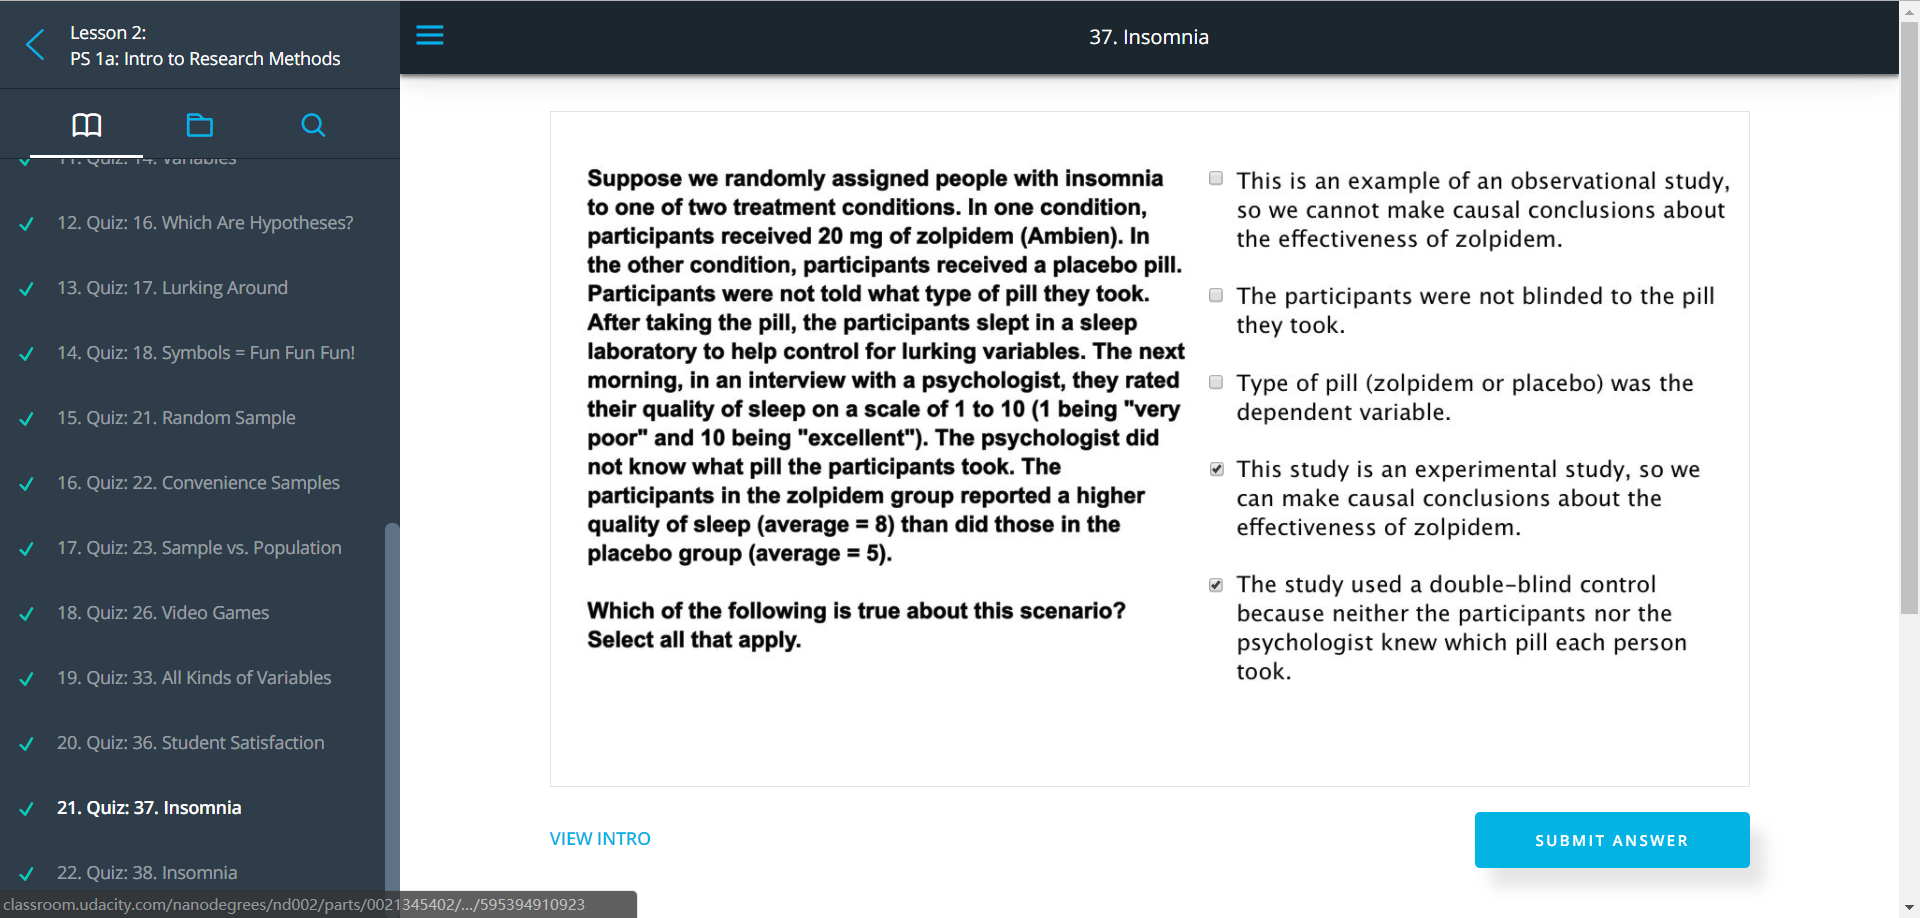 Lesson 2:
PS 1a: Intro to Research Methods
11. Quiz: 14. Variables
12. Quiz: 16. Which Are Hypotheses?
13. Quiz: 17. Lurking Around
14. Quiz: 18. Symbols = Fun Fun Fun!
15. Quiz: 21. Random Sample
16. Quiz: 22. Convenience Samples
17. Quiz: 23. Sample vs. Population
18. Quiz: 26. Video Games
19. Quiz: 33. All Kinds of Variables
20. Quiz: 36. Student Satisfaction
21. Quiz: 37. Insomnia
22. Quiz: 38. Insomnia
classroom.udacity.com/nanodegrees/nd002/parts/0021345402/.../595394910923
37. Insomnia
Suppose we randomly assigned people with insomnia
to one of two treatment conditions. In one condition,
participants received 20 mg of zolpidem (Ambien). In
the other condition, participants received a placebo pill.
Participants were not told what type of pill they took.
After taking the pill, the participants slept in a sleep
laboratory to help control for lurking variables. The next
morning, in an interview with a psychologist, they rated
their quality of sleep on a scale of 1 to 10 (1 being "very
poor" and 10 being "excellent"). The psychologist did
not know what pill the participants took. The
participants in the zolpidem group reported a higher
quality of sleep (average = 8) than did those in the
placebo group (average = 5).
Which of the following is true about this scenario?
Select all that apply.
This is an example of an observational study,
so we cannot make causal conclusions about
the effectiveness of zolpidem.
The participants were not blinded to the pill
they took.
Type of pill (zolpidem or placebo) was the
dependent variable.
This study is an experimental study, so we
can make causal conclusions about the
effectiveness of zolpidem.
The study used a double-blind control
because neither the participants nor the
psychologist knew which pill each person
took.
VIEW INTRO
SUBMIT ANSWER